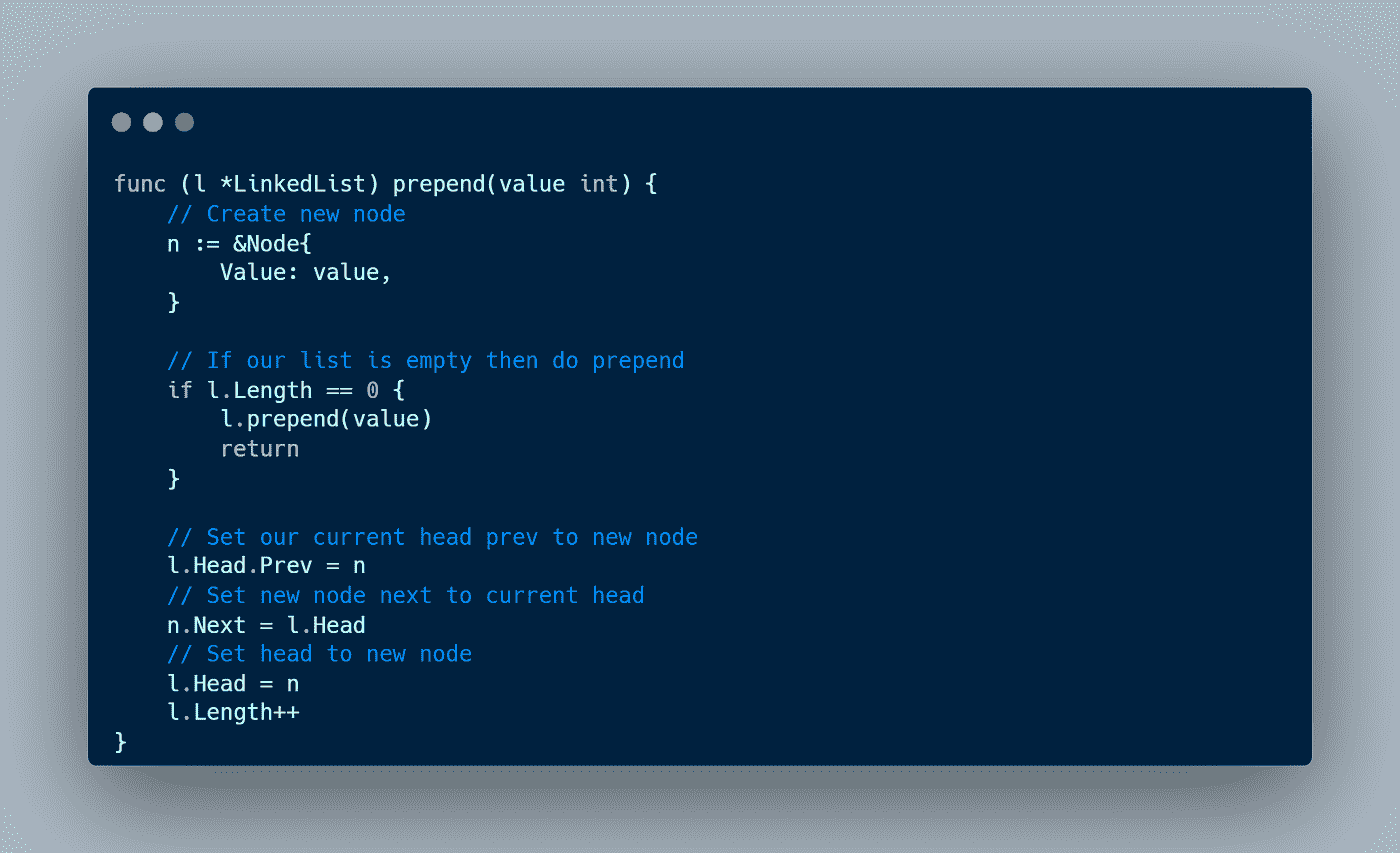 func (l *LinkedList) prepend(value int) {
    // Create new node
    n := &Node{
        Value: value,
    }

    // If our list is empty then do prepend
    if l.Length == 0 {
        l.prepend(value)
        return
    }

    // Set our current head prev to new node
    l.Head.Prev = n
    // Set new node next to current head
    n.Next = l.Head
    // Set head to new node
    l.Head = n
    l.Length++
}